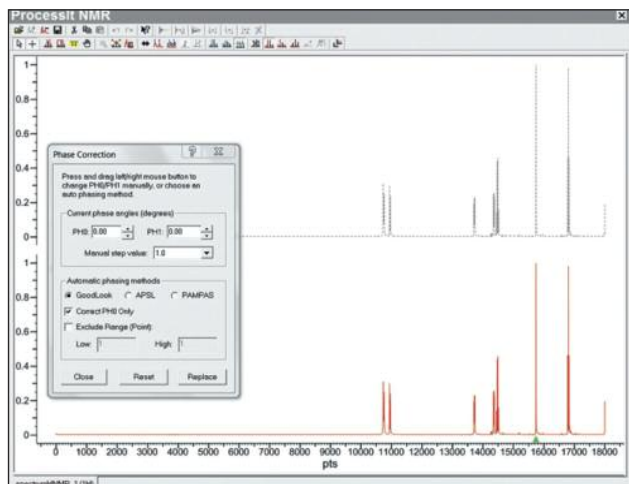 ProcessIt NMR
1
0.8
0.6
0.4
0.2
0
Phase Correction
Press and drag left/right mouse button to
change PH0/PH1 manually, or choose an
auto phasing method.
Current phase angles (degrees)
PH0: 0.00 PH1: 0.00
Manual step value: 1.0
Automatic phasing methods
GoodLook APSL PAMPAS
Correct PH0 Only
Exclude Range (Point):
Low: 1 High: 1
Close Reset Replace
1
0.8
0.6
0.4
0.2
0
0 1000 2000 3000 4000 5000 6000 7000 8000 9000 10000 11000 12000 13000 14000 15000 16000 17000 18000
pts